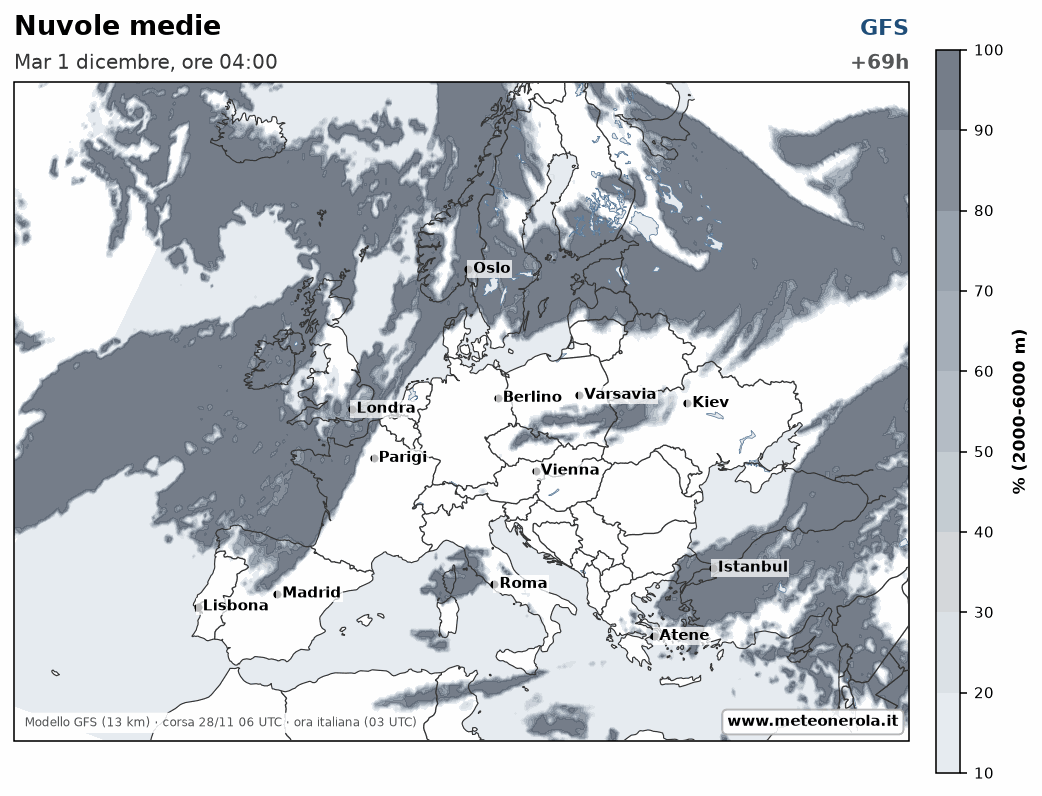 Nuvole medie
GFS
Mar 1 dicembre, ore 04:00
+69h
100
90
80
70
60
50
40
30
20
10
% (2000-6000 m)
Oslo
Londra
Berlino
Varsavia
Kiev
Parigi
Vienna
Istanbul
Roma
Madrid
Lisbona
Atene
Modello GFS (13 km) · corsa 28/11 06 UTC · ora italiana (03 UTC)
www.meteonerola.it